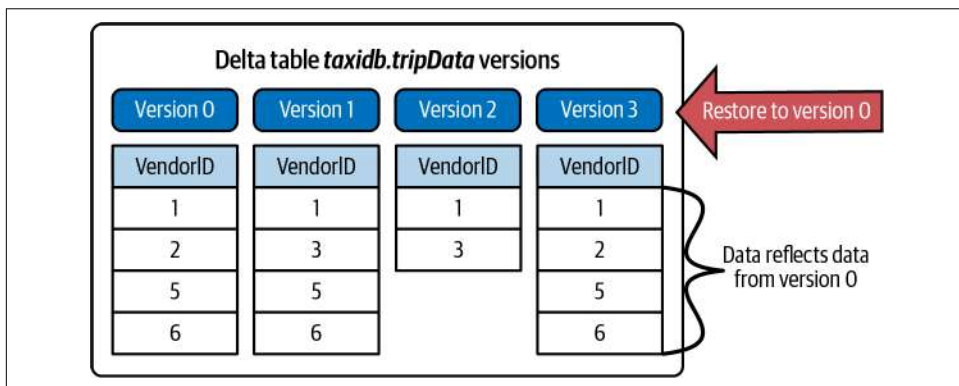 Delta table taxidb.tripData versions
Version 0 Version 1 Version 2 Version 3
Restore to version 0
VendorID VendorID VendorID VendorID
1 1 1 1
2 3 3 2
5 5 5
6 6 6
Data reflects data
from version 0